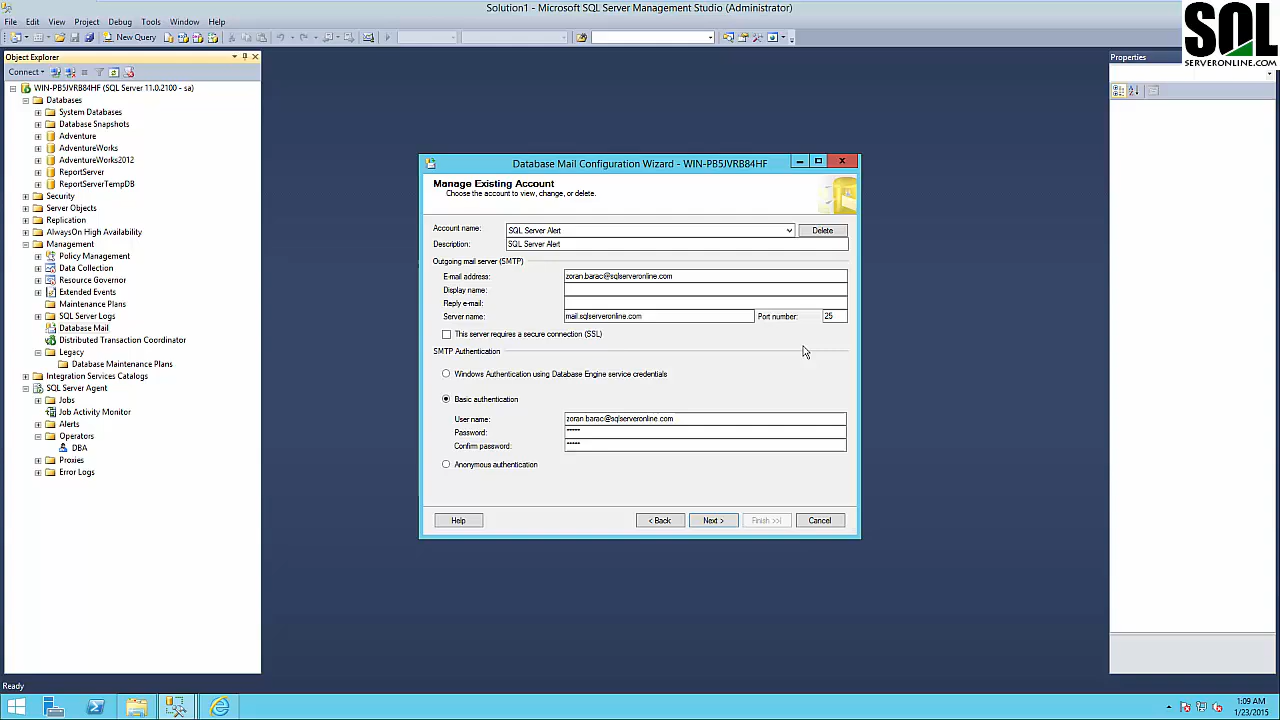 Solution1 - Microsoft SQL Server Management Studio (Administrator)
File Edit View Project Debug Tools Window Help
New Query
SQL
SERVERONLINE.COM
Object Explorer
Connect
WIN-PB5JVRB84HF (SQL Server 11.0.2100 - sa)
Databases
System Databases
Database Snapshots
Adventure
AdventureWorks
AdventureWorks2012
ReportServer
ReportServerTempDB
Security
Server Objects
Replication
AlwaysOn High Availability
Management
Policy Management
Data Collection
Resource Governor
Extended Events
Maintenance Plans
SQL Server Logs
Database Mail
Distributed Transaction Coordinator
Legacy
Database Maintenance Plans
Integration Services Catalogs
SQL Server Agent
Jobs
Job Activity Monitor
Alerts
Operators
DBA
Proxies
Error Logs
Database Mail Configuration Wizard - WIN-PB5JVRB84HF
Manage Existing Account
Choose the account to view, change, or delete.
Account name: SQL Server Alert Delete
Description: SQL Server Alert
Outgoing mail server (SMTP)
E-mail address: zoran.barac@sqlserveronline.com
Display name:
Reply e-mail:
Server name: mail.sqlserveronline.com Port number: 25
This server requires a secure connection (SSL)
SMTP Authentication
Windows Authentication using Database Engine service credentials
Basic authentication
User name: zoran.barac@sqlserveronline.com
Password: *****
Confirm password: *****
Anonymous authentication
Help < Back Next > Finish >>| Cancel
Properties
Ready
1:09 AM
1/23/2015